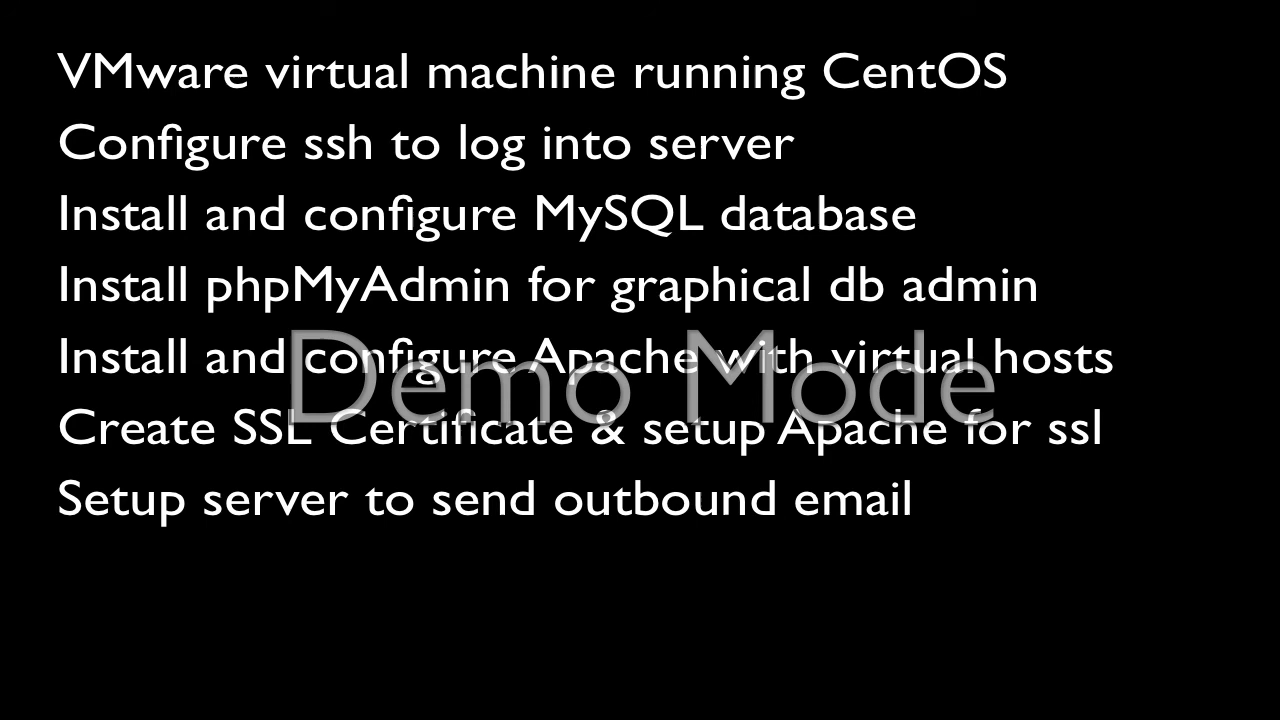 VMware virtual machine running CentOS
Configure ssh to log into server
Install and configure MySQL database
Install phpMyAdmin for graphical db admin
Install and configure Apache with virtual hosts
Demo Mode
Create SSL Certificate & setup Apache for ssl
Setup server to send outbound email